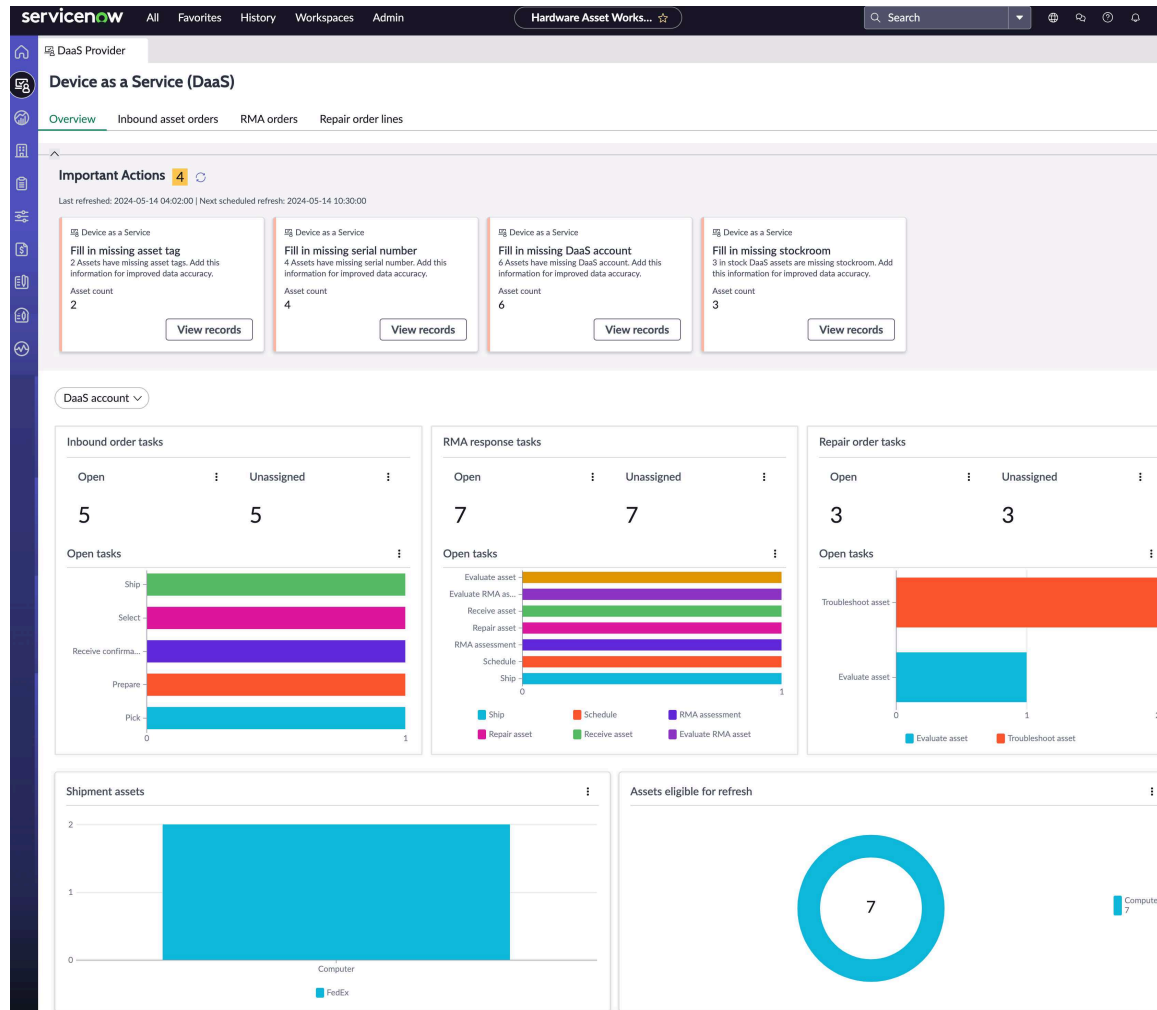 servicenow All Favorites History Workspaces Admin Hardware Asset Works... Search
DaaS Provider
Device as a Service (DaaS)
Overview Inbound asset orders RMA orders Repair order lines
Important Actions 4
Last refreshed: 2024-05-14 04:02:00 | Next scheduled refresh: 2024-05-14 10:30:00
Device as a Service
Fill in missing asset tag
2 Assets have missing asset tags. Add this
information for improved data accuracy.
Asset count
2
View records
Device as a Service
Fill in missing serial number
4 Assets have missing serial number. Add this
information for improved data accuracy.
Asset count
4
View records
Device as a Service
Fill in missing DaaS account
6 Assets have missing DaaS account. Add this
information for improved data accuracy.
Asset count
6
View records
Device as a Service
Fill in missing stockroom
3 in stock DaaS assets are missing stockroom. Add
this information for improved data accuracy.
Asset count
3
View records
DaaS account
Inbound order tasks
Open Unassigned
5 5
Open tasks
Ship
Select
Receive confirma...
Prepare
Pick
0 1
RMA response tasks
Open Unassigned
7 7
Open tasks
Evaluate asset
Evaluate RMA as...
Receive asset
Repair asset
RMA assessment
Schedule
Ship
0 1
Ship Schedule RMA assessment
Repair asset Receive asset Evaluate RMA asset
Repair order tasks
Open Unassigned
3 3
Open tasks
Troubleshoot asset
Evaluate asset
0 1
Evaluate asset Troubleshoot asset
Shipment assets
2
1
0
Computer
FedEx
Assets eligible for refresh
7
Compute
7